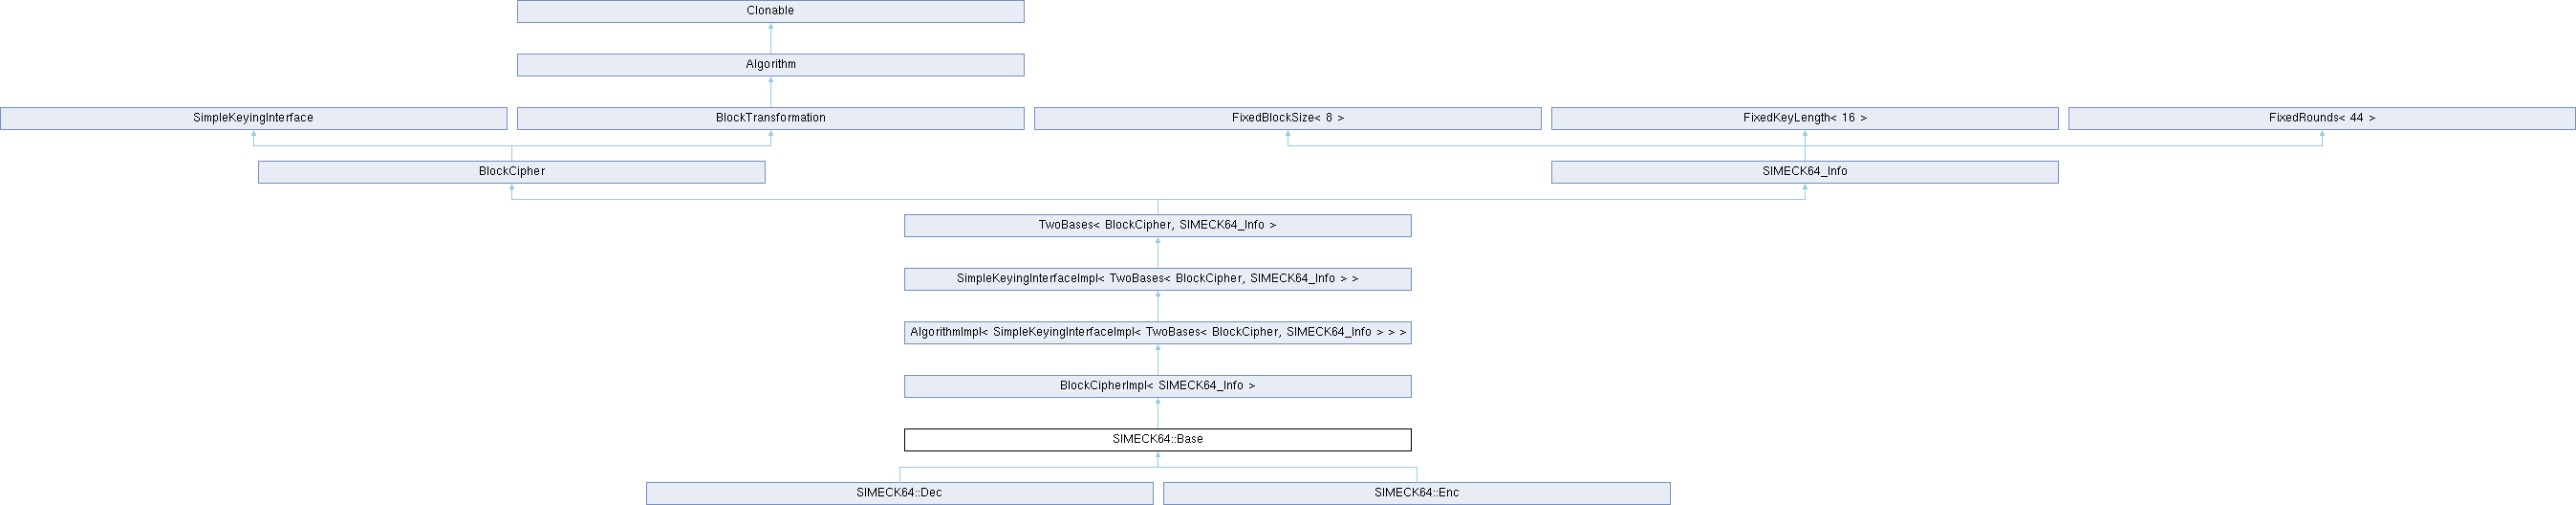 Clonable
Algorithm
SimpleKeyingInterface
BlockTransformation
FixedBlockSize< 8 >
FixedKeyLength< 16 >
FixedRounds< 44 >
BlockCipher
SIMECK64_Info
TwoBases< BlockCipher, SIMECK64_Info >
SimpleKeyingInterfaceImpl< TwoBases< BlockCipher, SIMECK64_Info > >
AlgorithmImpl< SimpleKeyingInterfaceImpl< TwoBases< BlockCipher, SIMECK64_Info > > >
BlockCipherImpl< SIMECK64_Info >
SIMECK64::Base
SIMECK64::Dec
SIMECK64::Enc